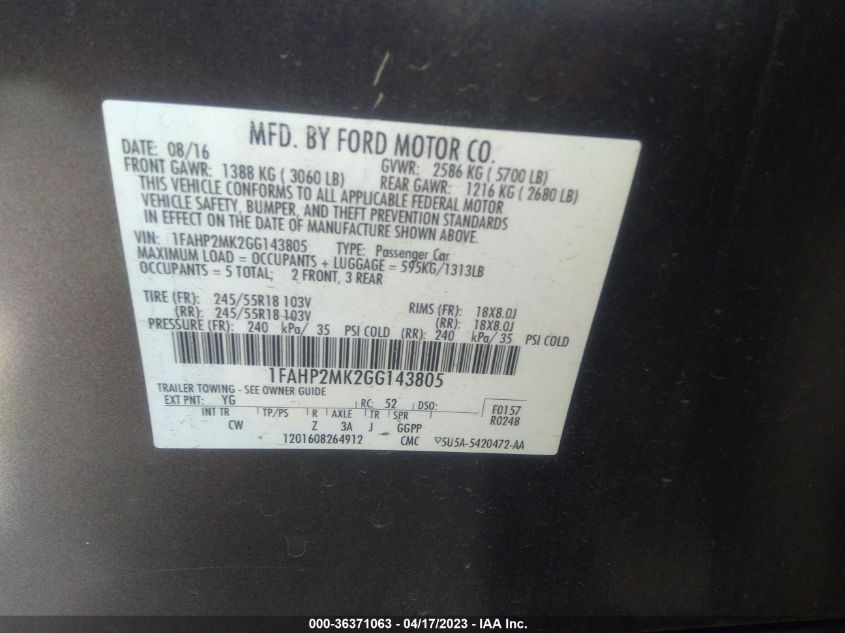 MFD. BY FORD MOTOR CO.
DATE: 08/16 GVWR: 2586 KG ( 5700 LB)
FRONT GAWR: 1388 KG ( 3060 LB) REAR GAWR: 1216 KG ( 2680 LB)
THIS VEHICLE CONFORMS TO ALL APPLICABLE FEDERAL MOTOR
VEHICLE SAFETY, BUMPER, AND THEFT PREVENTION STANDARDS
IN EFFECT ON THE DATE OF MANUFACTURE SHOWN ABOVE.
VIN: 1FAHP2MK2GG143805 TYPE: Passenger Car
MAXIMUM LOAD = OCCUPANTS + LUGGAGE = 595KG/1313LB
OCCUPANTS = 5 TOTAL; 2 FRONT, 3 REAR
TIRE (FR): 245/55R18 103V RIMS (FR): 18X8.0J
(RR): 245/55R18 103V (RR): 18X8.0J
PRESSURE (FR): 240 kPa/ 35 PSI COLD (RR): 240 kPa/ 35 PSI COLD
1FAHP2MK2GG143805
TRAILER TOWING - SEE OWNER GUIDE
EXT PNT: YG RC: 52 DSO: F0157
INT TR TP/PS R AXLE TR SPR R0248
CW Z 3A J GGPP
1201608264912 CMC 5U5A-5420472-AA
000-36371063 - 04/17/2023 - IAA Inc.